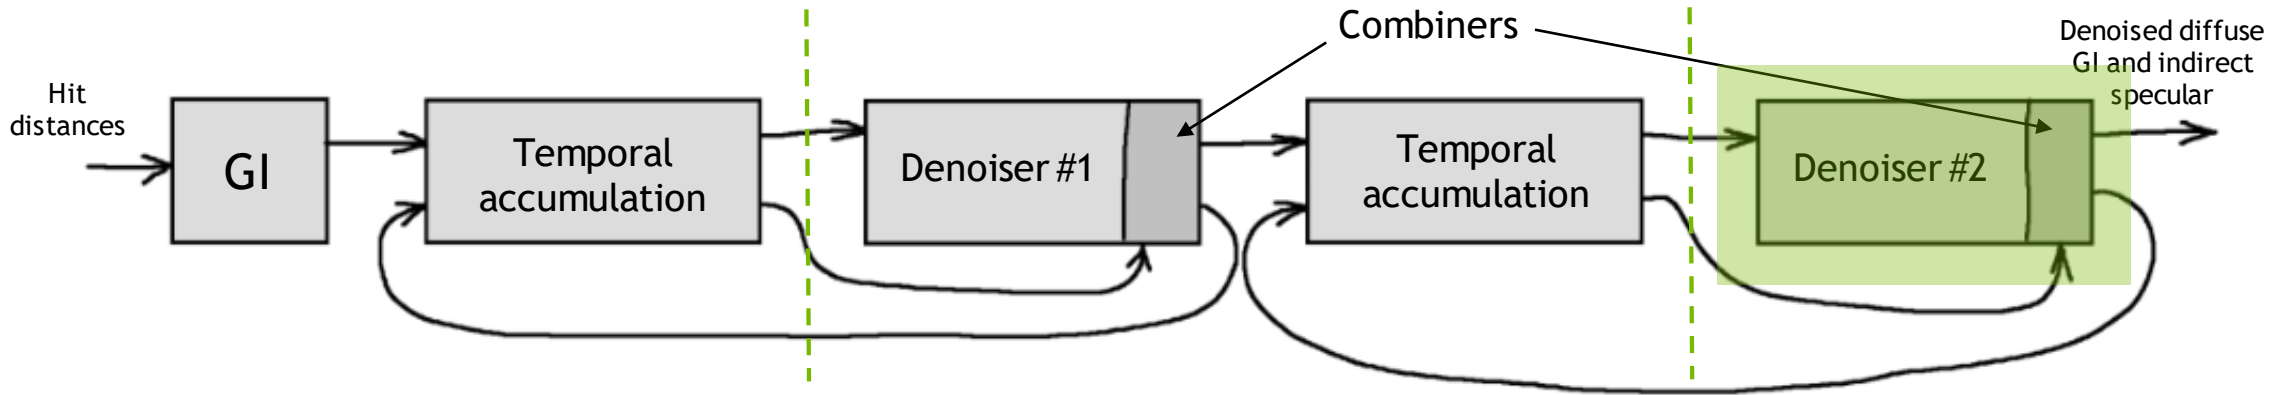 Hit
distances
GI
Temporal
accumulation
Denoiser #1
Combiners
Temporal
accumulation
Denoiser #2
Denoised diffuse
GI and indirect
specular